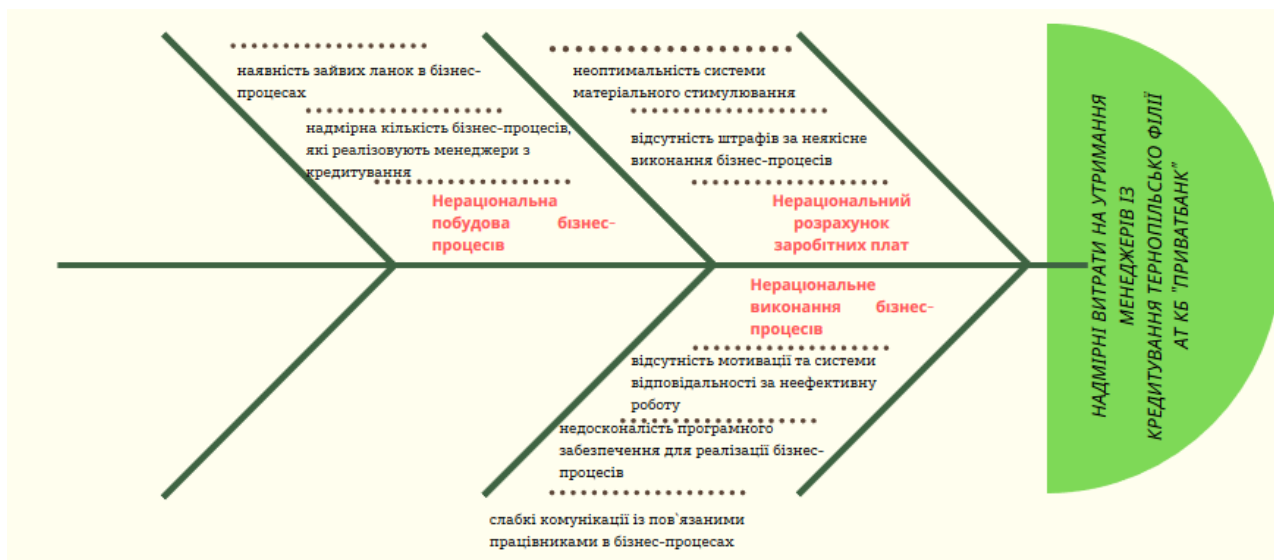 наявність зайвих ланок в бізнес-
процесах
надмірна кількість бізнес-процесів,
які реалізовують менеджери з
кредитування
Нераціональна
побудова бізнес-
процесів
неоптимальність системи
матеріального стимулювання
відсутність штрафів за неякісне
виконання бізнес-процесів
Нераціональний
розрахунок
заробітних плат
Нераціональне
виконання бізнес-
процесів
відсутність мотивації та системи
відповідальності за неефективну
роботу
недосконалість програмного
забезпечення для реалізації бізнес-
процесів
слабкі комунікації із пов`язаними
працівниками в бізнес-процесах
НАДМІРНІ ВИТРАТИ НА УТРИМАННЯ
МЕНЕДЖЕРІВ ІЗ
КРЕДИТУВАННЯ ТЕРНОПІЛЬСЬКО ФІЛІЇ
АТ КБ "ПРИВАТБАНК"